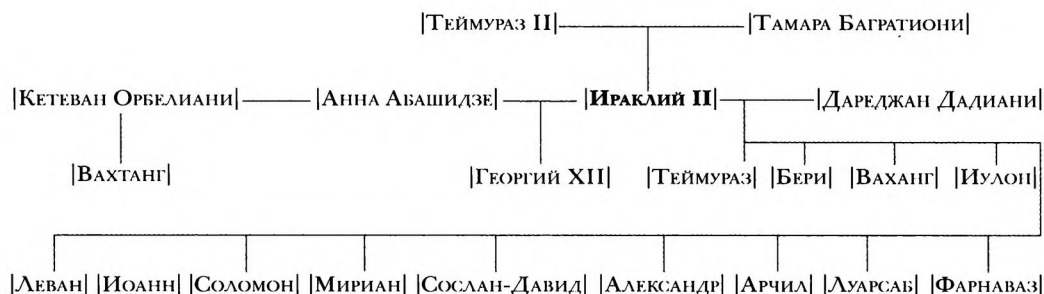 |Теймураз II| |Тамара Багратиони|
|Кетеван Орбелиани| |Анна Абашидзе| |Ираклий II| |Дареджан Дадиани|
|Вахтанг| |Георгий XII| |Теймураз| |Бери| |Ваханг| |Иулон|
|Леван| |Иоанн| |Соломон| |Мириан| |Сослан-Давид| |Александр| |Арчил| |Луарсаб| |Фарнаваз|